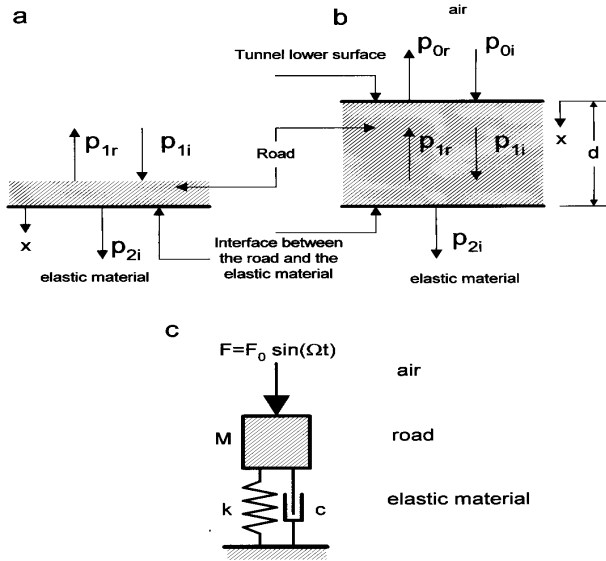 a
b
air
p0r
p0i
Tunnel lower surface
p1r
p1i
Road
p1r
p1i
x
d
x
p2i
elastic material
Interface between
the road and the
elastic material
p2i
elastic material
c
F=F0 sin(Ωt)
air
M
road
k
c
elastic material